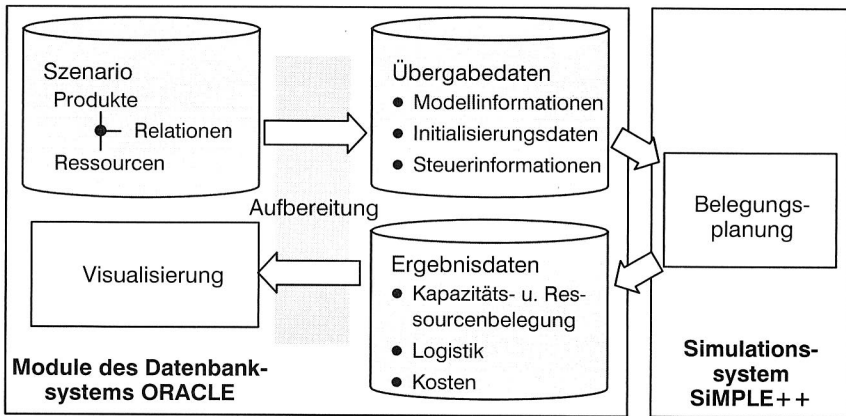 Szenario
Produkte
Relationen
Ressourcen
Übergabedaten
● Modellinformationen
● Initialisierungsdaten
● Steuerinformationen
Aufbereitung
Belegungs-
planung
Visualisierung
Ergebnisdaten
● Kapazitäts- u. Res-
sourcenbelegung
● Logistik
● Kosten
Module des Datenbank-
systems ORACLE
Simulations-
system
SiMPLE++